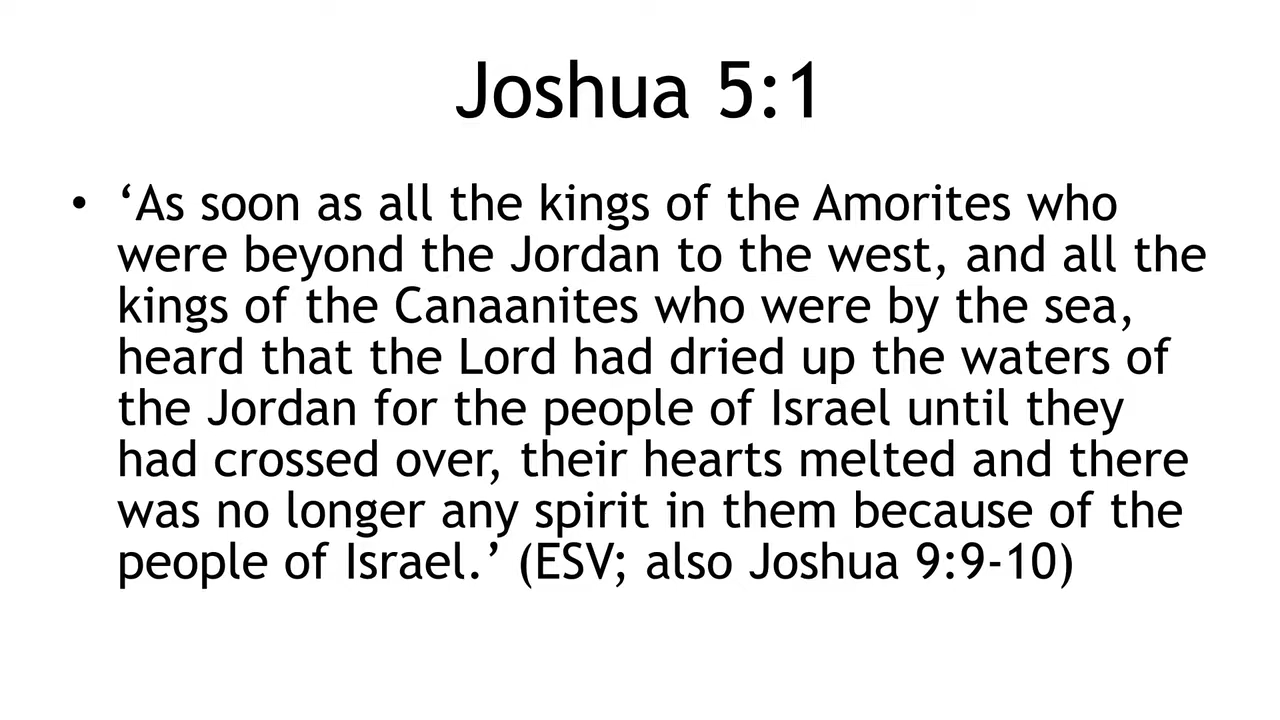 Joshua 5:1
• ‘As soon as all the kings of the Amorites who
were beyond the Jordan to the west, and all the
kings of the Canaanites who were by the sea,
heard that the Lord had dried up the waters of
the Jordan for the people of Israel until they
had crossed over, their hearts melted and there
was no longer any spirit in them because of the
people of Israel.’ (ESV; also Joshua 9:9-10)